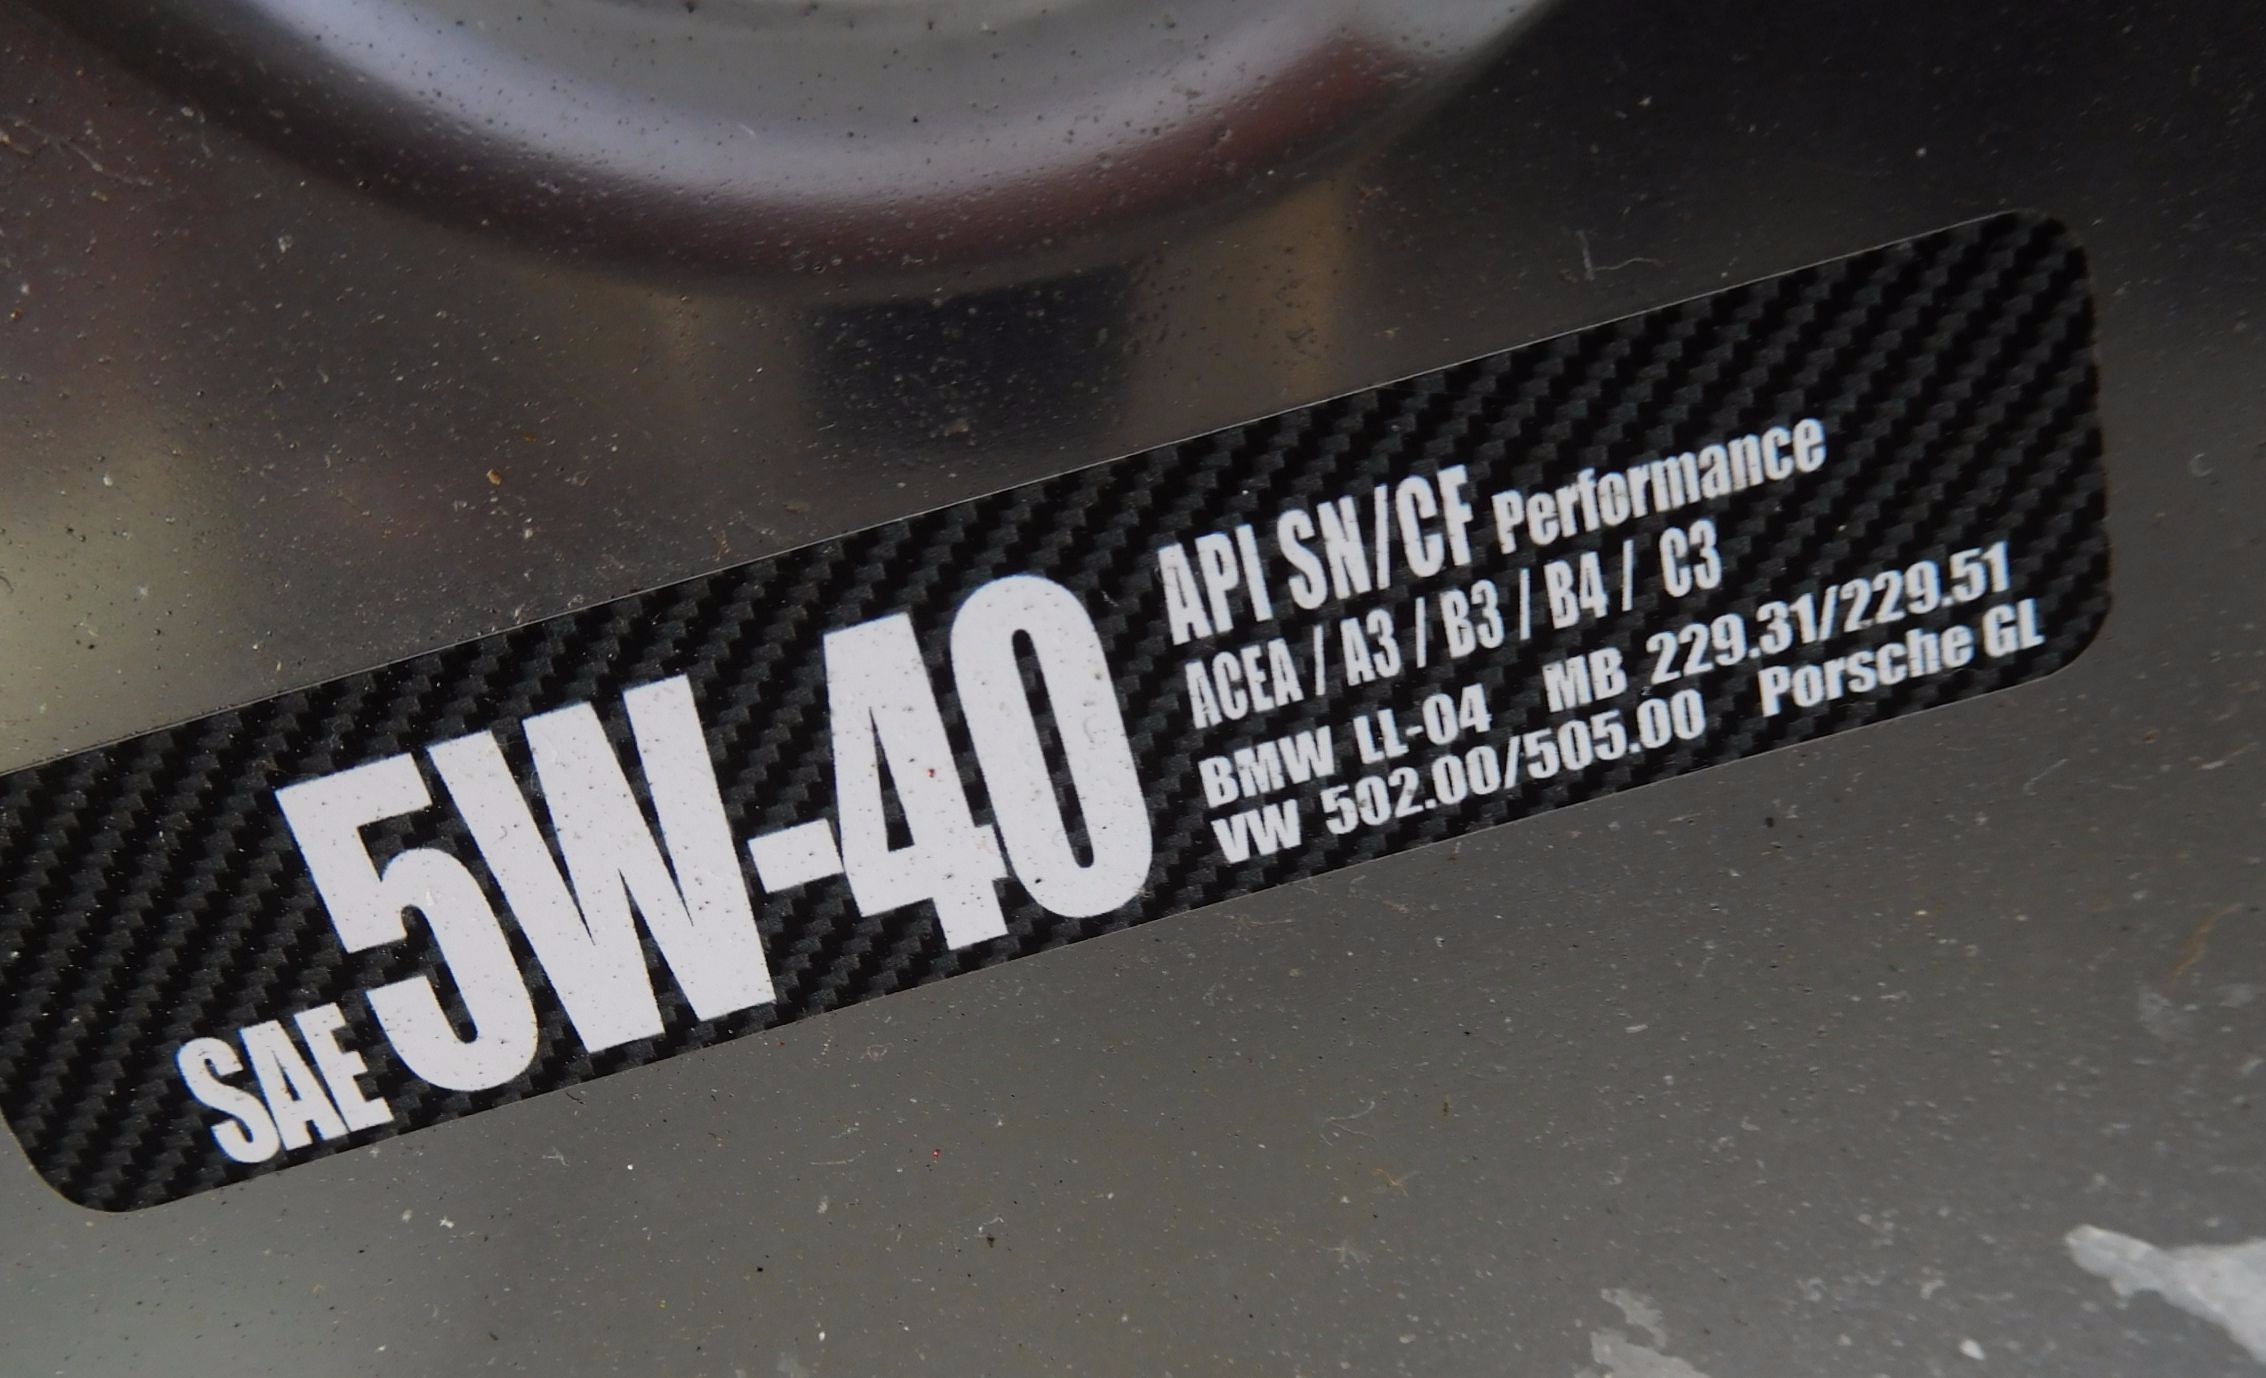 SAE 5W-40
API SN/CF Performance
ACEA / A3 / B3 / B4 / C3
BMW LL-04 MB 229.31/229.51
VW 502.00/505.00 Porsche GL